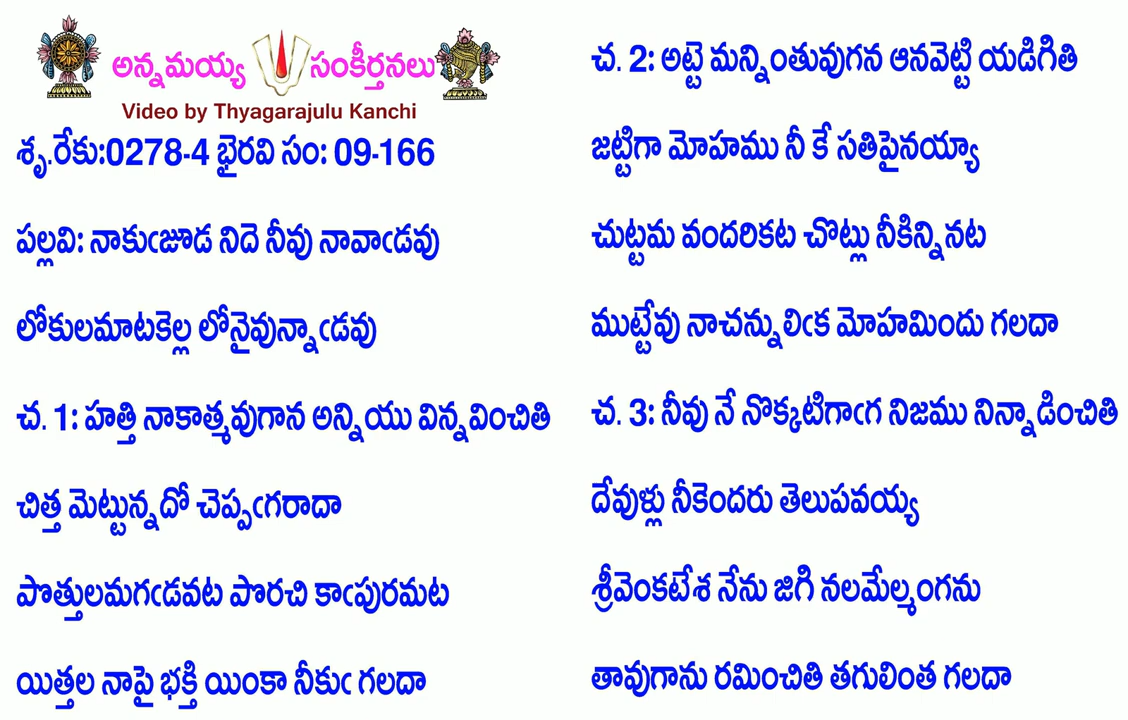 అన్నమయ్య సంకీర్తనలు
Video by Thyagarajulu Kanchi
శృ.రేకు:0278-4 భైరవి సం: 09-166
పల్లవి: నాకుఁజూడ నిదె నీవు నావాఁడవు
లోకులమాటకెల్ల లోనైవున్నాఁడవు
చ. 1: హత్తి నాకాత్మవుగాన అన్నియు విన్నవించితి
చిత్త మెట్టున్నదో చెప్పఁగరాదా
పొత్తులమగఁడవట పొరచి కాఁపురమట
యిత్తల నాపై భక్తి యింకా నీకుఁ గలదా
చ. 2: అట్టె మన్నింతువుగన ఆనవెట్టి యడిగితి
జట్టిగా మోహము నీ కే సతిపైనయ్యా
చుట్టమ వందరికట చొట్లు నీకిన్నినట
ముట్టేవు నాచన్నులిఁక మోహమిందు గలదా
చ. 3: నీవు నే నొక్కటిగాఁగ నిజము నిన్నాడించితి
దేవుళ్లు నీకెందరు తెలుపవయ్య
శ్రీవెంకటేశ నేను జిగి నలమేల్మంగను
తావుగాను రమించితి తగులింత గలదా